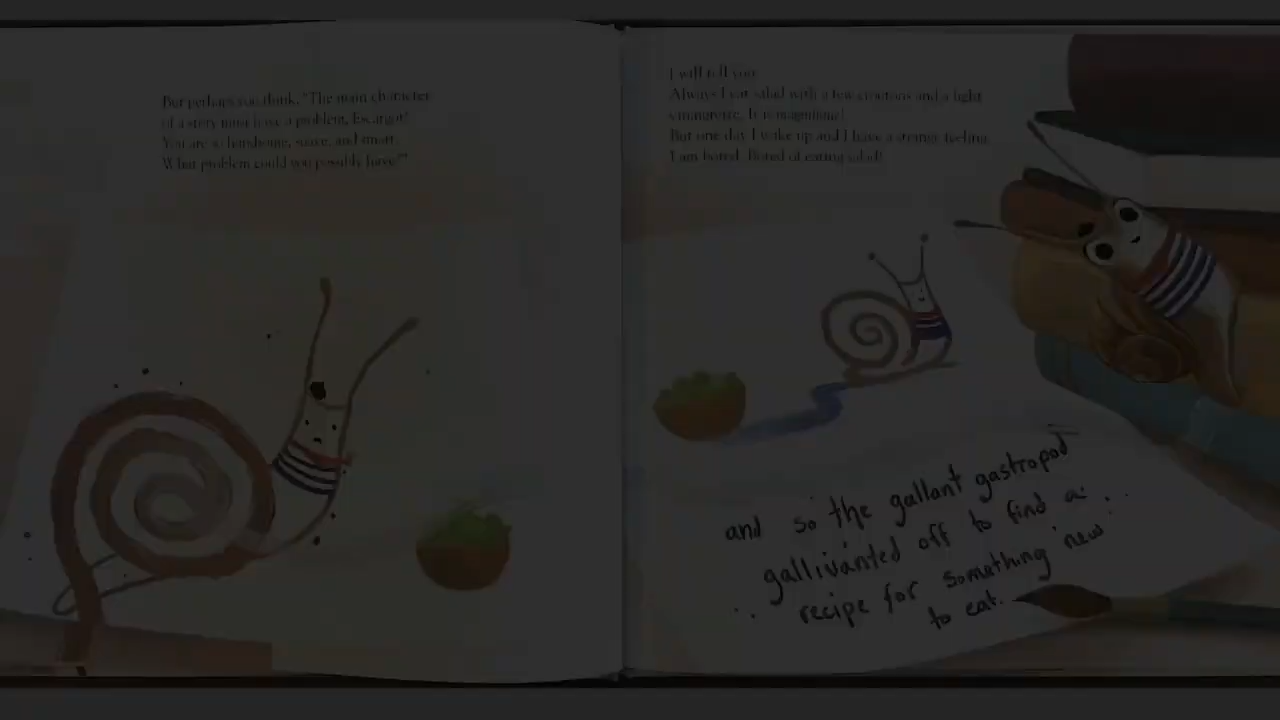 But perhaps you think, "The main character
of a story must have a problem, Escargot!
You are so handsome, suave, and smart.
What problem could you possibly have?"
I will tell you.
Always I eat salad with a few croutons and a light
vinaigrette. It is magnifique!
But one day I wake up and I have a strange feeling.
I am bored. Bored of eating salad!
and so the gallant gastropod
gallivanted off to find a
recipe for something new
to eat.